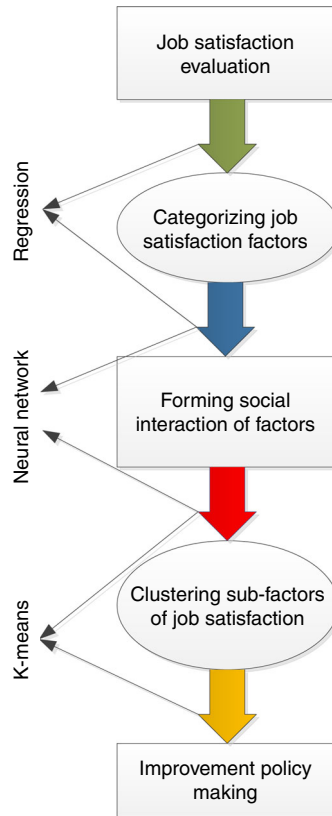 Job satisfaction
evaluation
Regression
Categorizing job
satisfaction factors
Neural network
Forming social
interaction of factors
K-means
Clustering sub-factors
of job satisfaction
Improvement policy
making